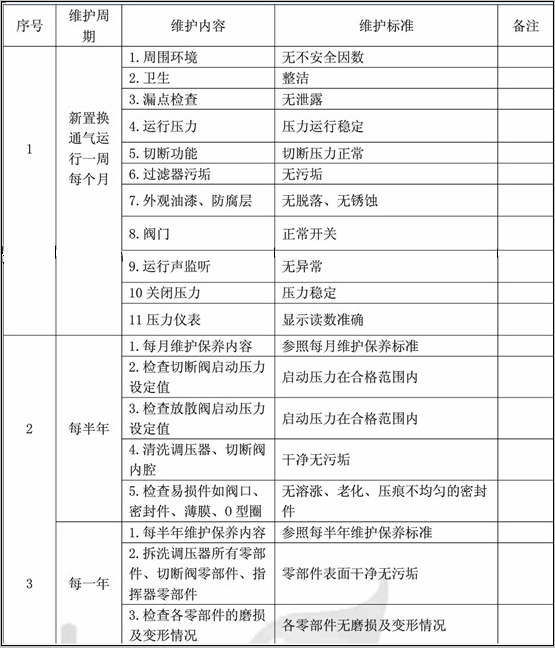 序号 维护周期 维护内容 维护标准 备注
1
新置换
通气运
行一周
每个月
1.周围环境 无不安全因数
2.卫生 整洁
3.漏点检查 无泄露
4.运行压力 压力运行稳定
5.切断功能 切断压力正常
6.过滤器污垢 无污垢
7.外观油漆、防腐层 无脱落、无锈蚀
8.阀门 正常开关
9.运行声监听 无异常
10 关闭压力 压力稳定
11 压力仪表 显示读数准确
2
每半年
1.每月维护保养内容 参照每月维护保养标准
2.检查切断阀启动压力
设定值
启动压力在合格范围内
3.检查放散阀启动压力
设定值
启动压力在合格范围内
4.清洗调压器、切断阀
内腔
干净无污垢
5.检查易损件如阀口、
密封件、薄膜、O 型圈
无溶涨、老化、压痕不均匀的密封
件
3
每一年
1.每半年维护保养内容 参照每半年维护保养标准
2.拆洗调压器所有零部
件、切断阀零部件、指
挥器零部件
零部件表面干净无污垢
3.检查各零部件的磨损
及变形情况
各零部件无磨损及变形情况